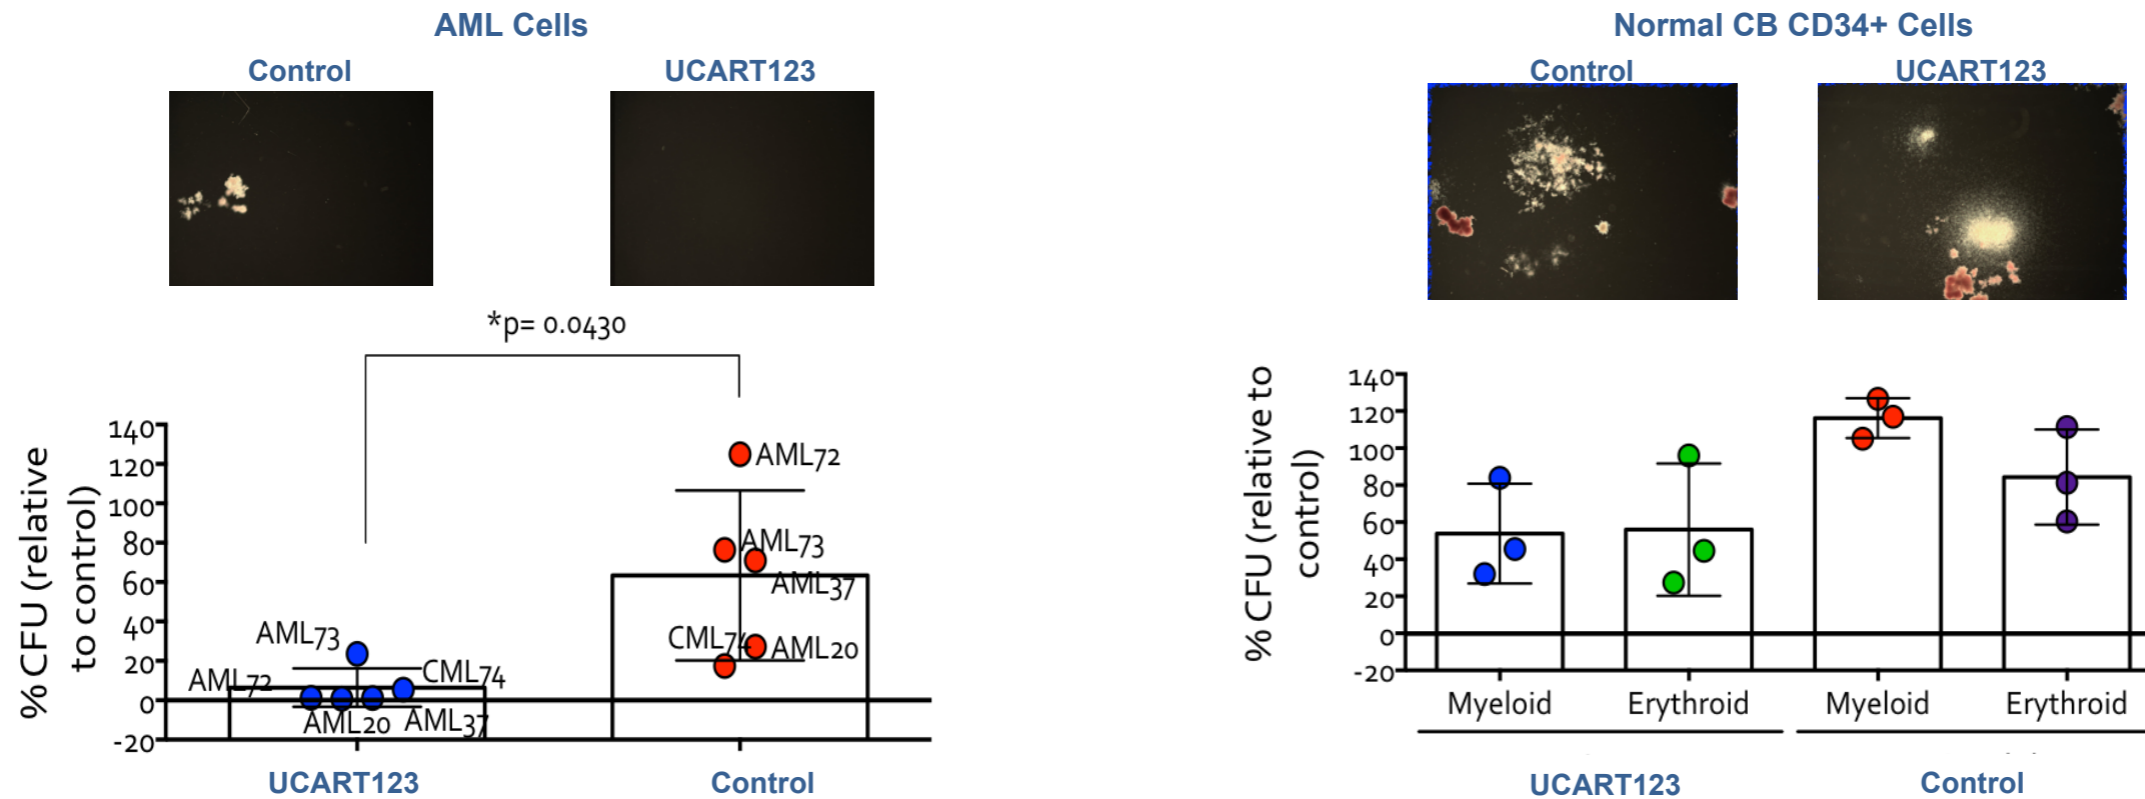 AML Cells
Control
UCART123
*p= 0.0430
% CFU (relative
to control)
140
120
100
80
60
40
20
0
-20
AML73
AML72
CML74
AML20
AML37
AML72
AML73
AML37
CML74
AML20
UCART123
Control
Normal CB CD34+ Cells
Control
UCART123
% CFU (relative to
control)
140
120
100
80
60
40
20
0
-20
Myeloid
Erythroid
Myeloid
Erythroid
UCART123
Control